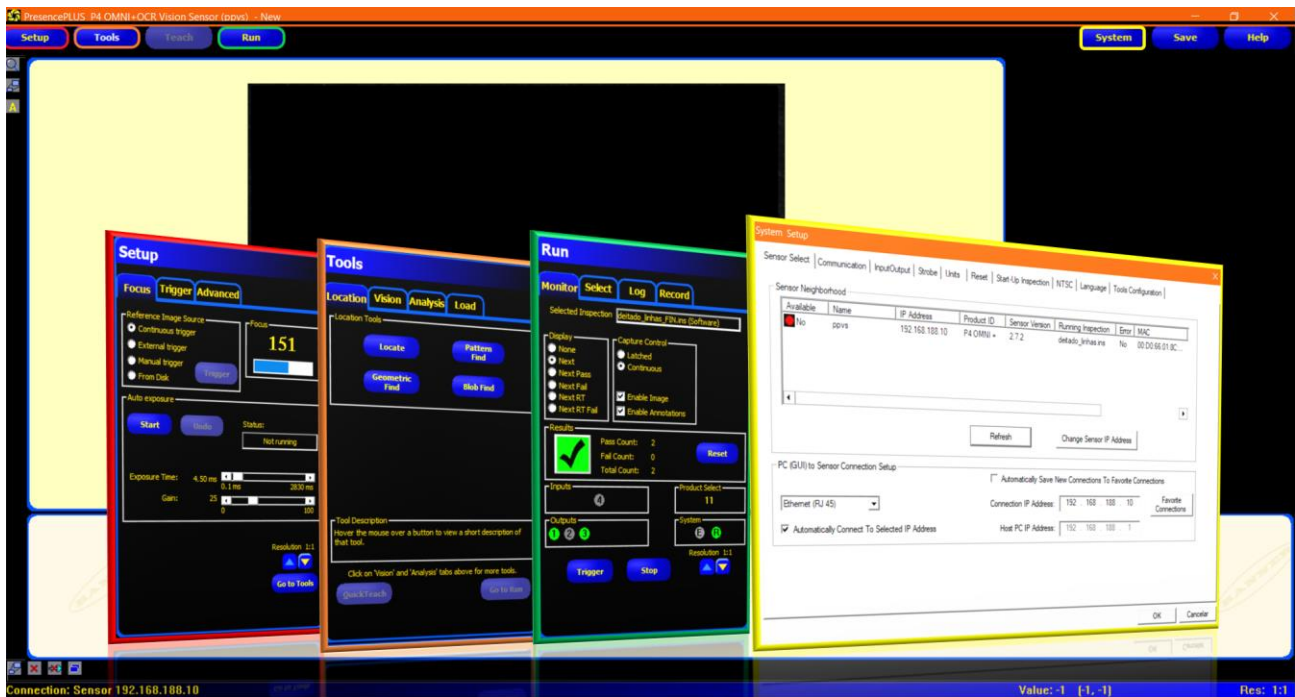 PresencePLUS P4 OMNI+OCR Vision Sensor (ppvs) - New
Setup Tools Teach Run System Save Help
A
Setup
Focus Trigger Advanced
Reference Image Source
Continuous trigger
External trigger
Manual trigger
From Disk
Trigger
Focus
151
Auto exposure
Start Undo
Status:
Not running
Exposure Time: 4.50 ms
0.1 ms 2830 ms
Gain: 25
0 100
Resolution 1:1
Go to Tools
Tools
Location Vision Analysis Load
Location Tools
Locate Pattern Find
Geometric Find Blob Find
Tool Description
Hover the mouse over a button to view a short description of
that tool.
Click on 'Vision' and 'Analysis' tabs above for more tools.
QuickTeach Go to Run
Run
Monitor Select Log Record
Selected Inspection deitado_linhas_FIN.ins (Software)
Display
None
Next
Next Pass
Next Fail
Next RT
Next RT Fail
Capture Control
Latched
Continuous
Enable Image
Enable Annotations
Results
Pass Count: 2
Fail Count: 0
Total Count: 2
Reset
Inputs
4
Product Select
11
Outputs
1 2 3
System
E R
Resolution 1:1
Trigger Stop
System Setup
X
Sensor Select Communication Input/Output Strobe Units Reset Start-Up Inspection NTSC Language Tools Configuration
Sensor Neighborhood
Available Name IP Address Product ID Sensor Version Running Inspection Error MAC
No ppvs 192.168.188.10 P4 OMNI + 2.7.2 deitado_linhas.ins No 00:D0:66:01:8C:...
Refresh Change Sensor IP Address
PC (GUI) to Sensor Connection Setup
Automatically Save New Connections To Favorite Connections
Ethernet (RJ 45)
Connection IP Address: 192 . 168 . 188 . 10
Favorite Connections
Automatically Connect To Selected IP Address
Host PC IP Address: 192 . 168 . 188 . 1
OK Cancelar
Connection: Sensor 192.168.188.10 Value: -1 (-1, -1) Res: 1:1